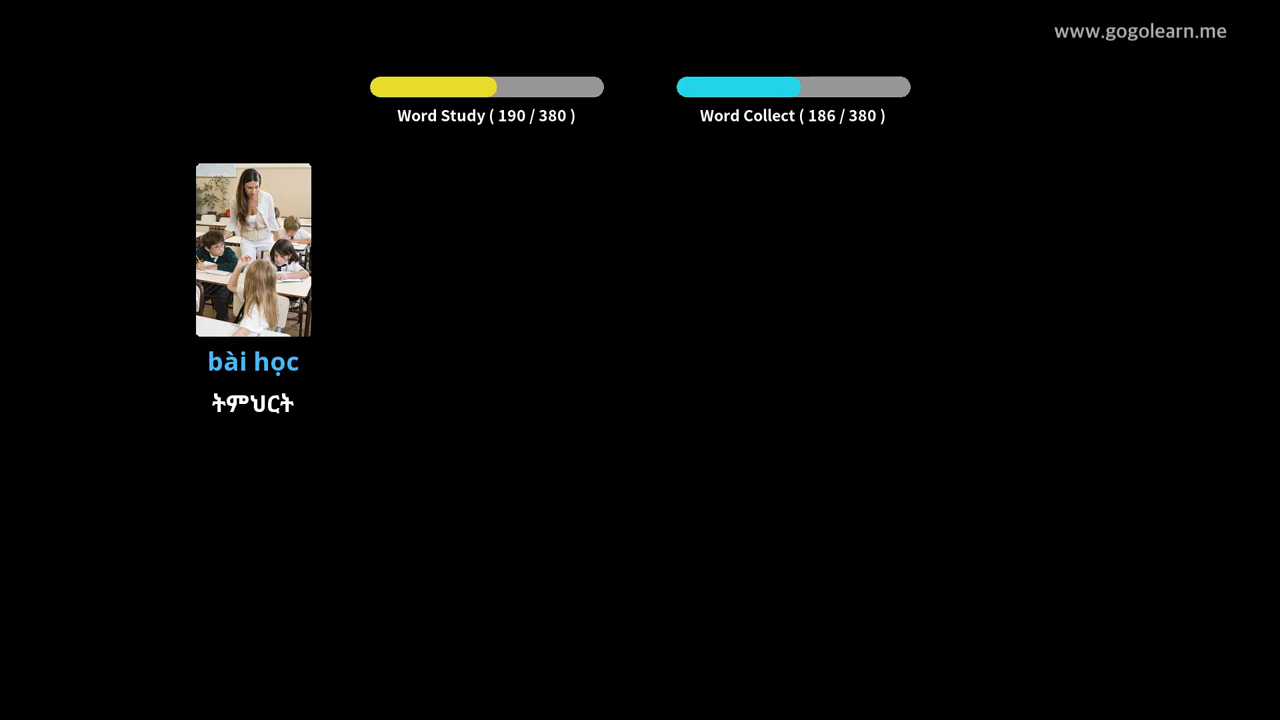 www.gogolearn.me
Word Study ( 190 / 380 )
Word Collect ( 186 / 380 )
bài học
ትምህርት